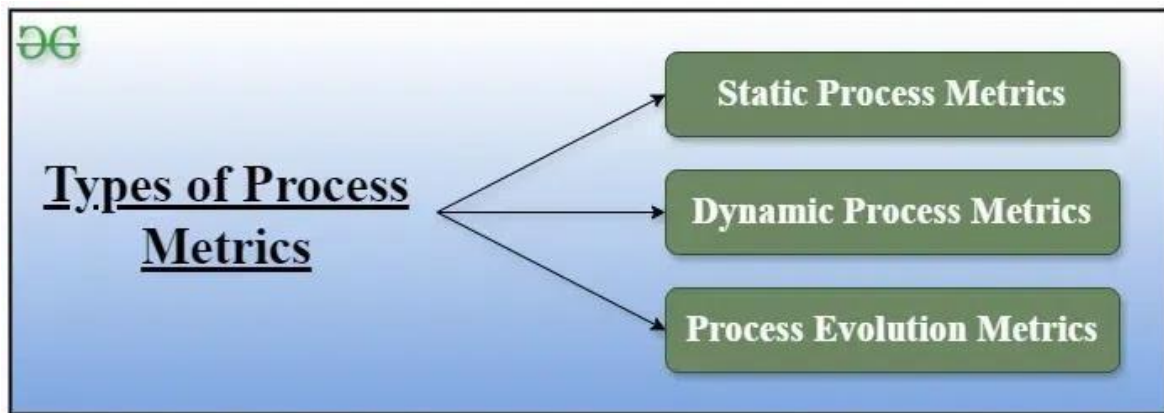 Types of Process
Metrics
Static Process Metrics
Dynamic Process Metrics
Process Evolution Metrics